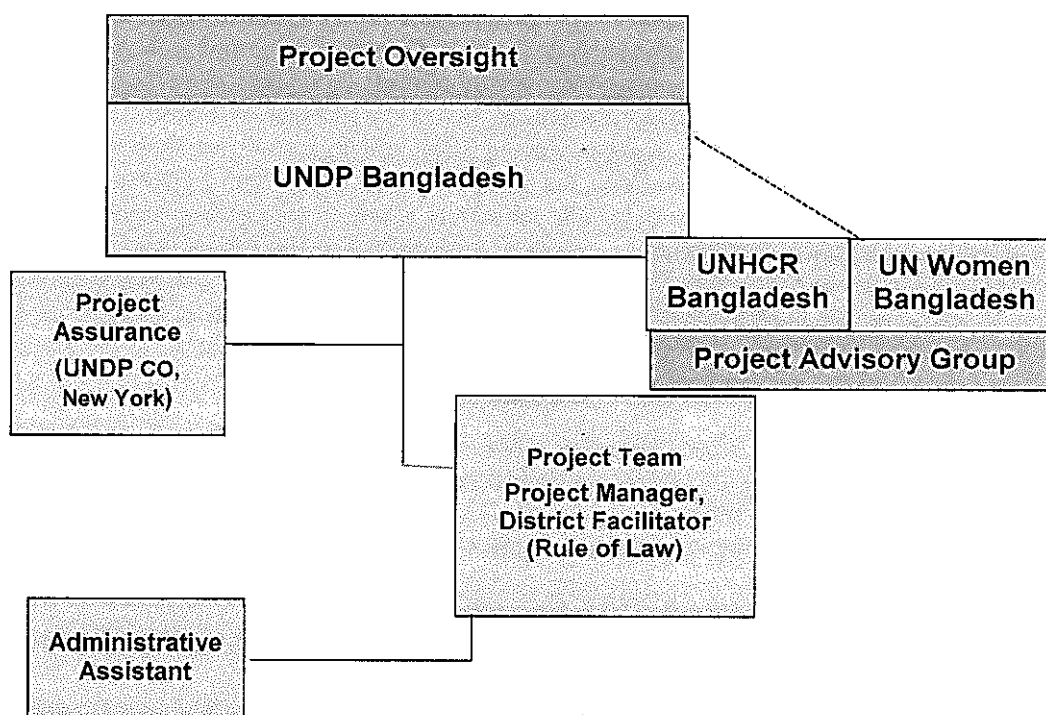 Project Oversight
UNDP Bangladesh
UNHCR
Bangladesh
UN Women
Bangladesh
Project Advisory Group
Project
Assurance
(UNDP CO,
New York)
Project Team
Project Manager,
District Facilitator
(Rule of Law)
Administrative
Assistant